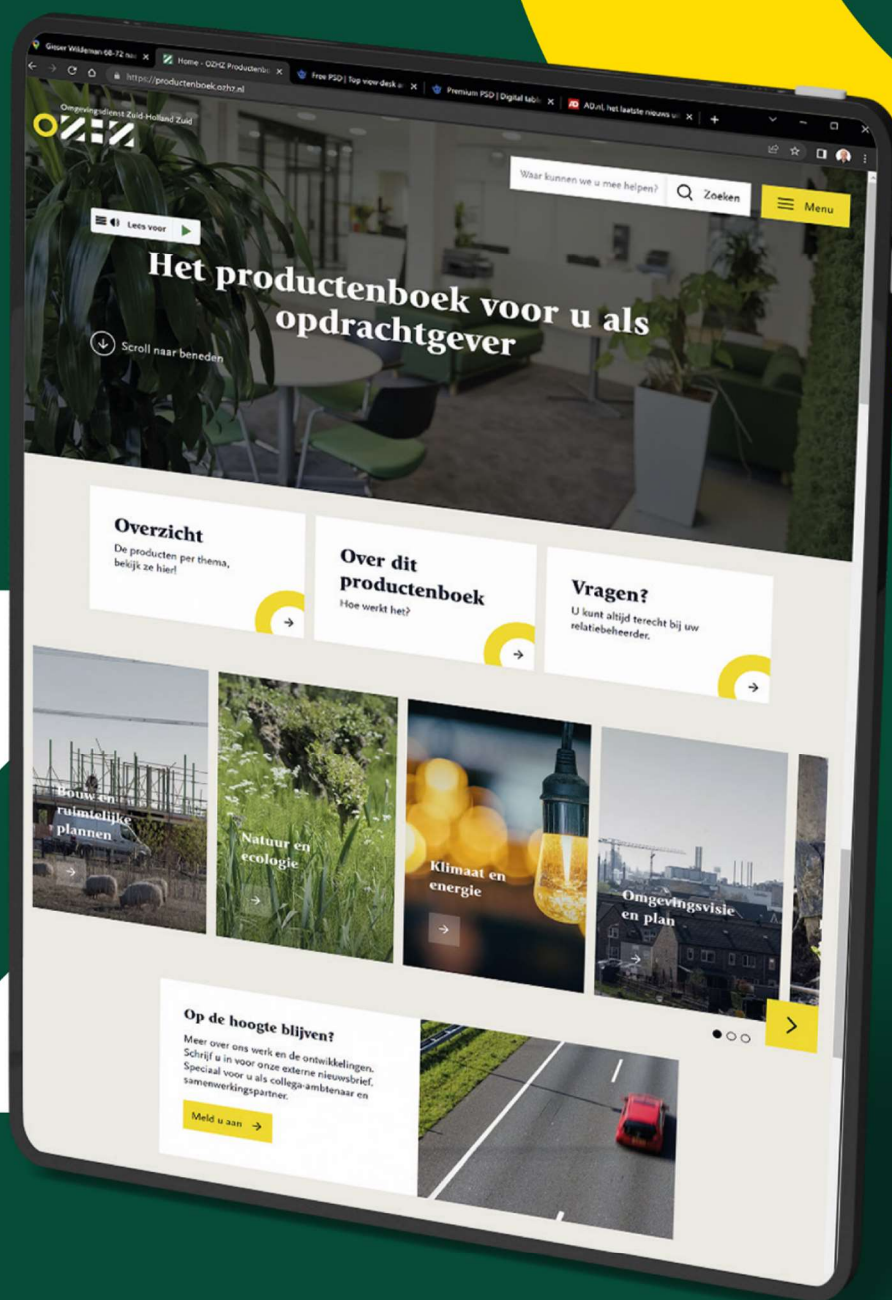 Gieser Wildeman 68-72
Home - OZHZ Productenbo
Free PSD | Top view desk
Premium PSD | Digital tabl
AD.nl, het laatste nieuws
https://productenboek.ozhz.nl
Omgevingsdienst Zuid-Holland Zuid
OZHZ
Waar kunnen we u mee helpen?
Zoeken
Menu
Lees voor
Het productenboek voor u als
opdrachtgever
Scroll naar beneden
Overzicht
De producten per thema,
bekijk ze hier!
Over dit
productenboek
Hoe werkt het?
Vragen?
U kunt altijd terecht bij uw
relatiebeheerder.
Bouw en
ruimtelijke
plannen
Natuur en
ecologie
Klimaat en
energie
Omgevingsvisie
en plan
Op de hoogte blijven?
Meer over ons werk en de ontwikkelingen.
Schrijf u in voor onze externe nieuwsbrief.
Speciaal voor u als collega-ambtenaar en
samenwerkingspartner.
Meld u aan